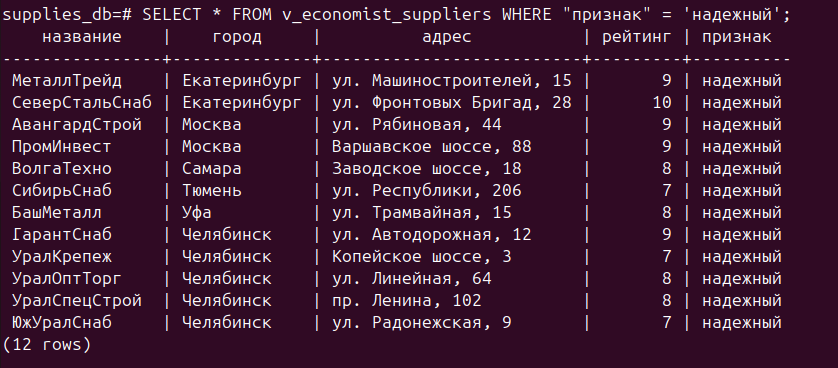 supplies_db=# SELECT * FROM v_economist_suppliers WHERE "признак" = 'надежный';
название | город | адрес | рейтинг | признак
----------------+--------------+--------------------------+---------+----------
МеталлТрейд | Екатеринбург | ул. Машиностроителей, 15 | 9 | надежный
СеверСтальСнаб | Екатеринбург | ул. Фронтовых Бригад, 28 | 10 | надежный
АвангардСтрой | Москва | ул. Рябиновая, 44 | 9 | надежный
ПромИнвест | Москва | Варшавское шоссе, 88 | 9 | надежный
ВолгаТехно | Самара | Заводское шоссе, 18 | 8 | надежный
СибирьСнаб | Тюмень | ул. Республики, 206 | 7 | надежный
БашМеталл | Уфа | ул. Трамвайная, 15 | 8 | надежный
ГарантСнаб | Челябинск | ул. Автодорожная, 12 | 9 | надежный
УралКрепеж | Челябинск | Копейское шоссе, 3 | 7 | надежный
УралОптТорг | Челябинск | ул. Линейная, 64 | 8 | надежный
УралСпецСтрой | Челябинск | пр. Ленина, 102 | 8 | надежный
ЮжУралСнаб | Челябинск | ул. Радонежская, 9 | 7 | надежный
(12 rows)